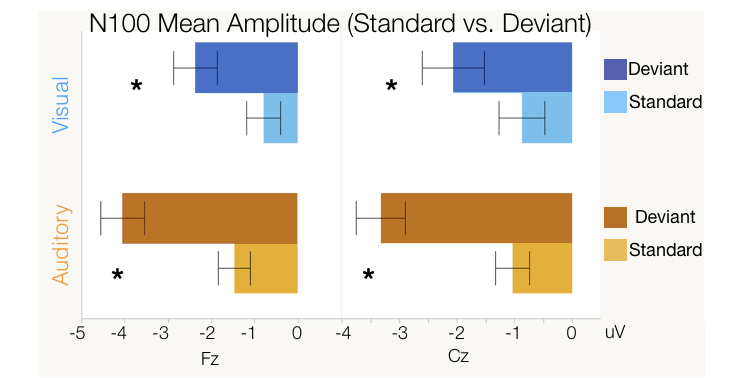 N100 Mean Amplitude (Standard vs. Deviant)
Visual
*
*
Deviant
Standard
Auditory
*
*
Deviant
Standard
-5 -4 -3 -2 -1 0 -4 -3 -2 -1 0 uV
Fz Cz